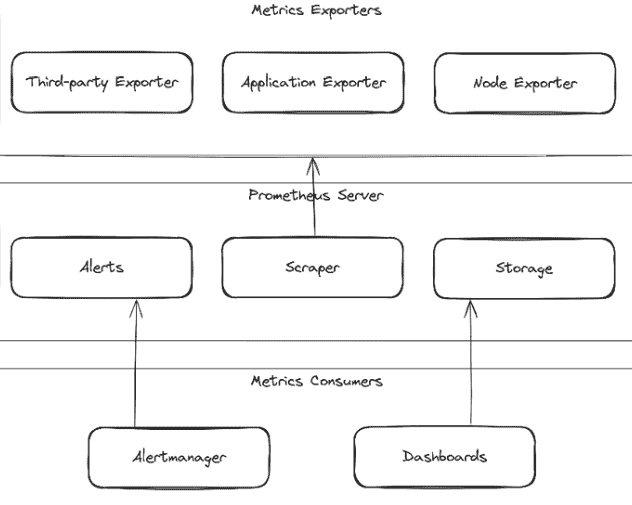 Metrics Exporters
Third-party Exporter
Application Exporter
Node Exporter
Prometheus Server
Alerts
Scraper
Storage
Metrics Consumers
Alertmanager
Dashboards